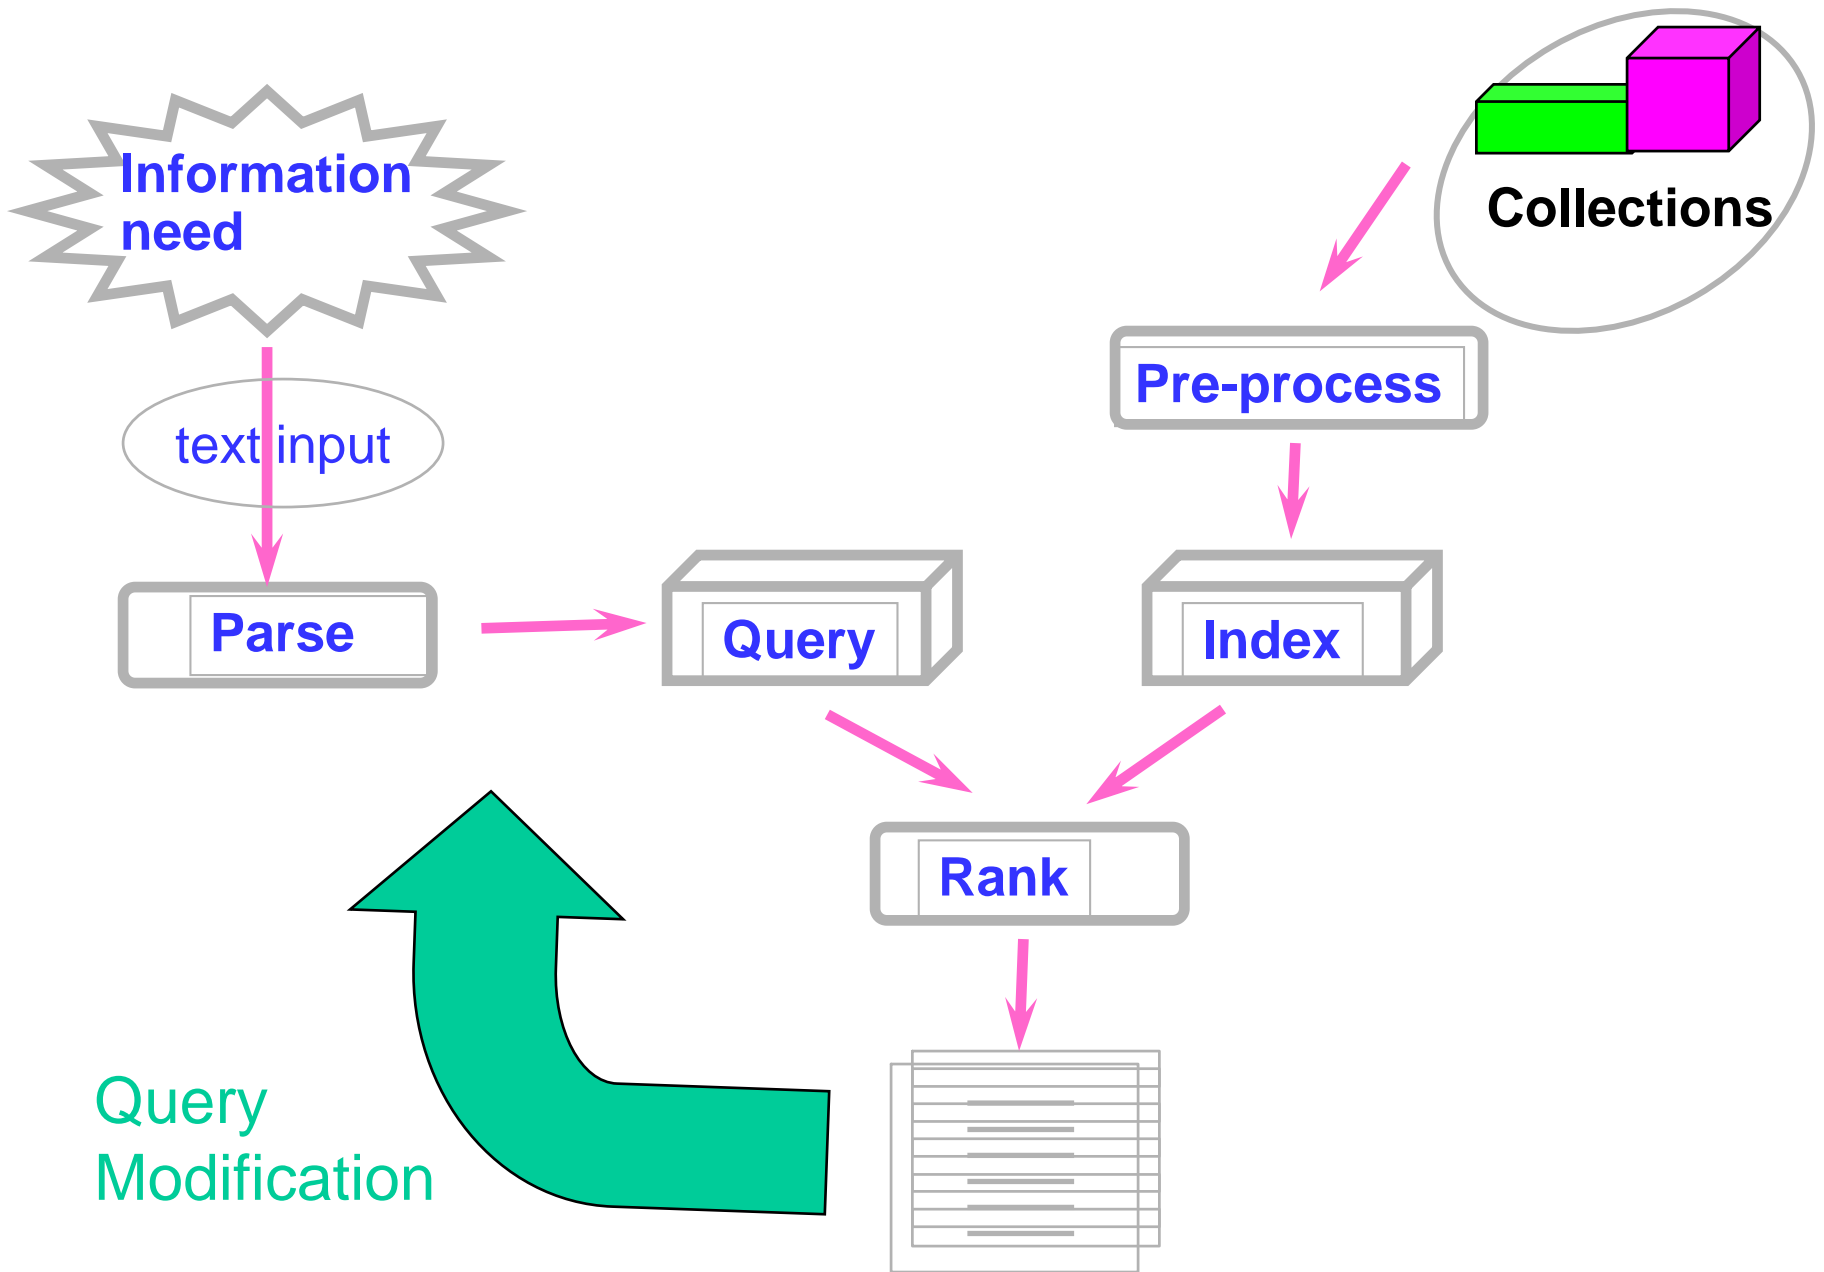 Information
need
Collections
Pre-process
text input
Parse
Query
Index
Rank
Query
Modification